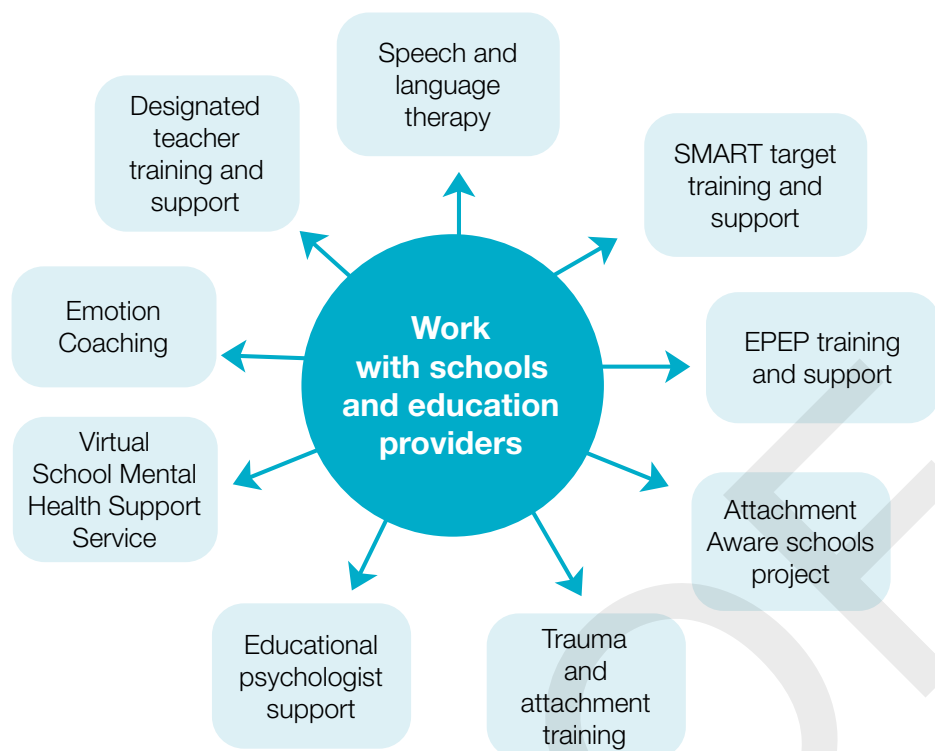 Work
with schools
and education
providers
Speech and
language
therapy
SMART target
training and
support
EPEP training
and support
Attachment
Aware schools
project
Trauma
and
attachment
training
Educational
psychologist
support
Virtual
School Mental
Health Support
Service
Emotion
Coaching
Designated
teacher
training and
support